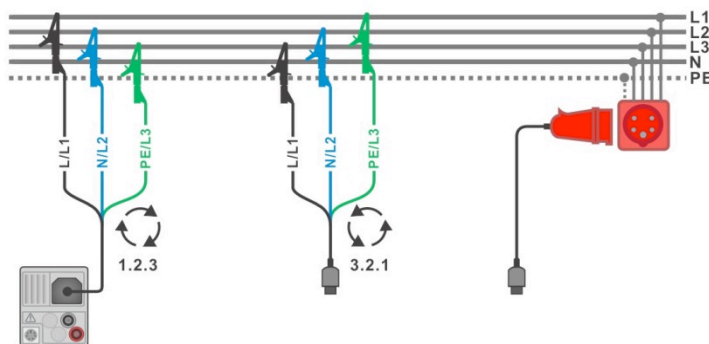 L1
L2
L3
N
PE
L/L1
N/L2
PE/L3
1.2.3
L/L1
N/L2
PE/L3
3.2.1